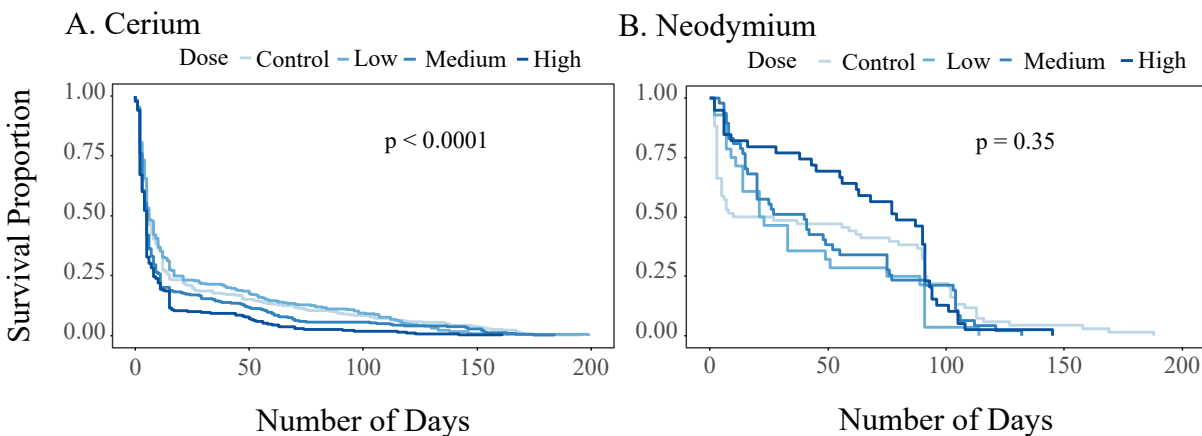 A. Cerium
Dose Control Low Medium High
p < 0.0001
Survival Proportion
1.00
0.75
0.50
0.25
0.00
0 50 100 150 200
Number of Days
B. Neodymium
Dose Control Low Medium High
p = 0.35
1.00
0.75
0.50
0.25
0.00
0 50 100 150 200
Number of Days